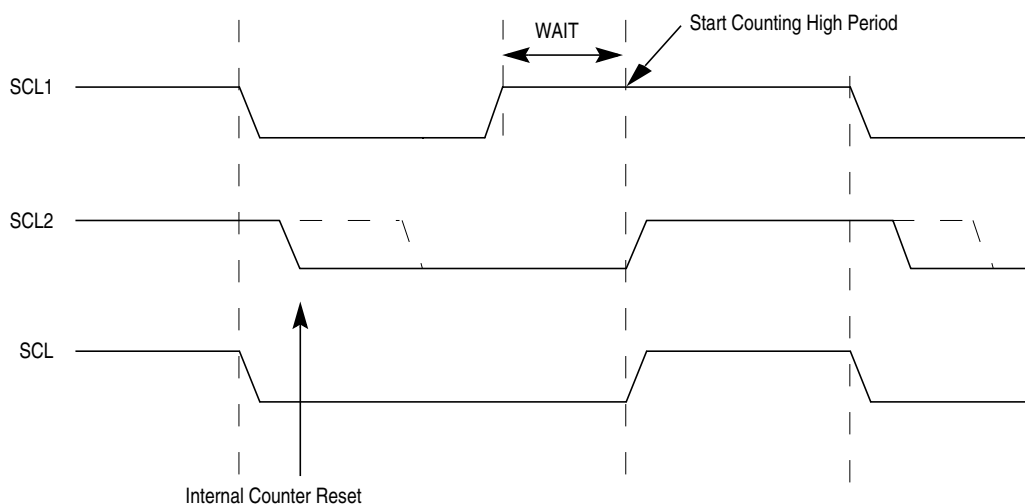 WAIT
Start Counting High Period
SCL1
SCL2
SCL
Internal Counter Reset